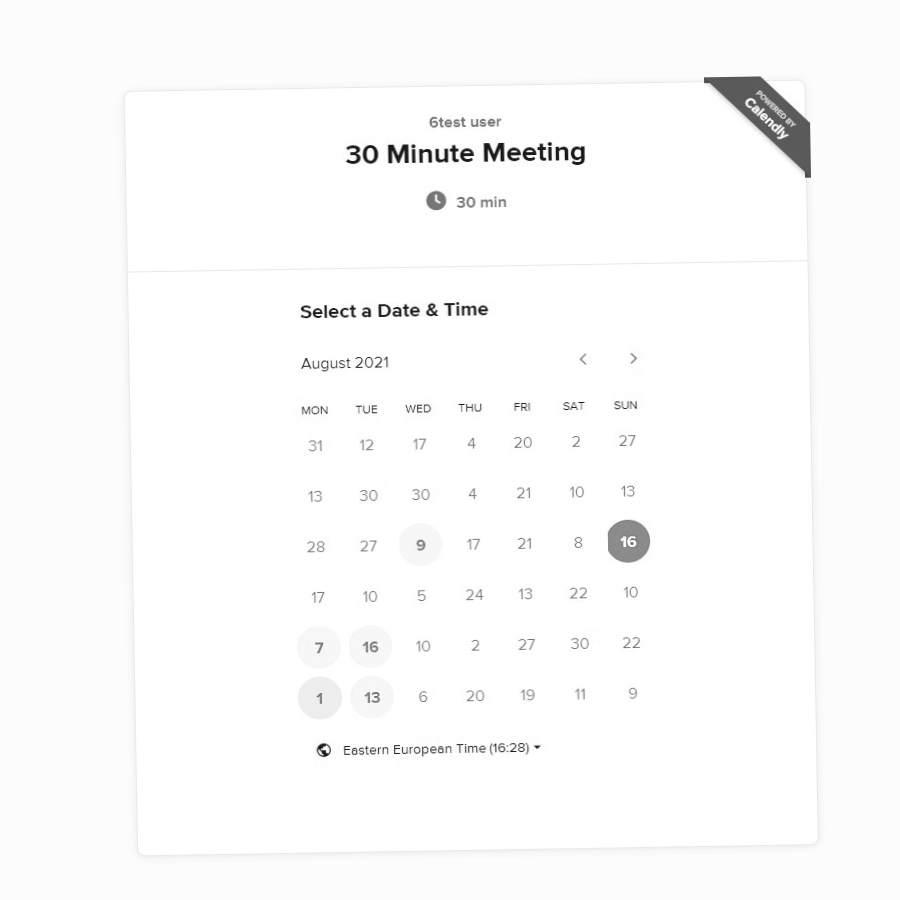 POWERED BY
Calendly
6test user
30 Minute Meeting
30 min
Select a Date & Time
August 2021
MON TUE WED THU FRI SAT SUN
31 12 17 4 20 2 27
13 30 30 4 21 10 13
28 27 9 17 21 8 16
17 10 5 24 13 22 10
7 16 10 2 27 30 22
1 13 6 20 19 11 9
Eastern European Time (16:28)